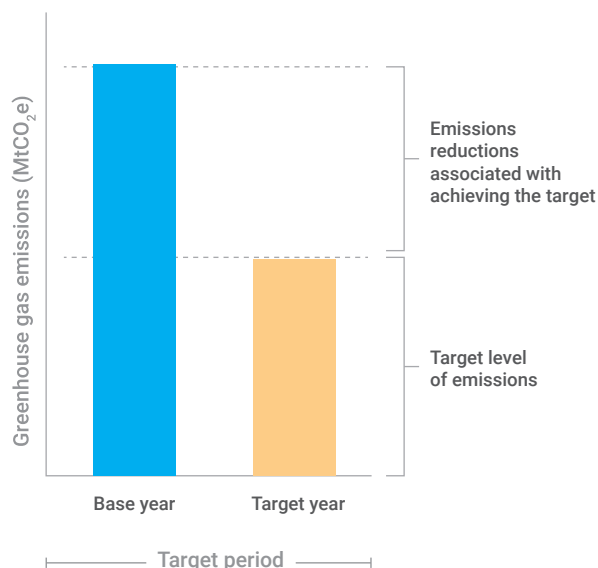 Greenhouse gas emissions (MtCO₂e)
Emissions
reductions
associated with
achieving the target
Target level
of emissions
Base year
Target year
Target period